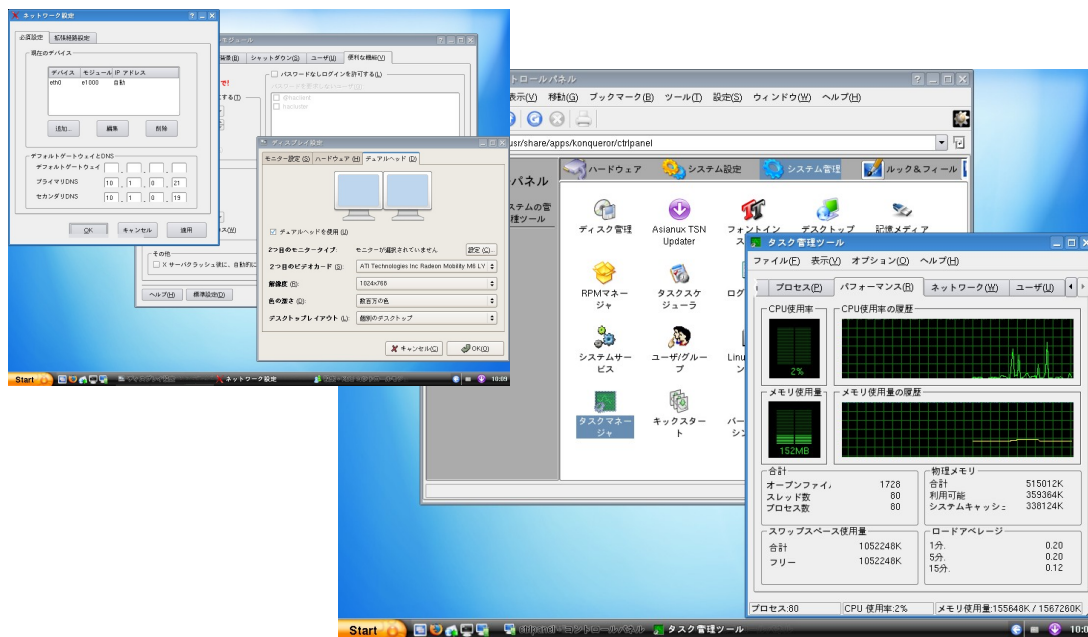 ネットワーク設定
必須設定
拡張経路設定
現在のデバイス
デバイス モジュール IP アドレス
eth0 e1000 自動
追加...
編集
削除
デフォルトゲートウェイとDNS
デフォルトゲートウェイ
プライマリDNS 10 . 1 . 0 . 21
セカンダリDNS 10 . 1 . 0 . 19
OK
キャンセル
適用
モジュール
背景(B)
シャットダウン(S)
ユーザ(U)
便利な機能(V)
パスワードなしログインを許可する(L)
その他
ヘルプ(H)
標準設定(D)
ディスプレイ設定
モニター設定 (S)
ハードウェア (H)
デュアルヘッド (D)
デュアルヘッドを使用 (U)
2つ目のモニタータイプ: モニターが選択されていません
設定 (C)...
2つ目のビデオカード (S): ATI Technologies Inc Radeon Mobility M6 LY
解像度 (R): 1024x768
色の深さ (O): 数百万の色
デスクトップレイアウト (L): 個別のデスクトップ
キャンセル(C)
OK(O)
Start
ネットワーク設定
10:09
トロールパネル
表示(V) 移動(G) ブックマーク(B) ツール(T) 設定(S) ウィンドウ(W) ヘルプ(H)
usr/share/apps/konqueror/ctrlpanel
パネル
ステムの管
理ツール
ハードウェア
システム設定
システム管理
ルック&フィール
ディスク管理
Asianux TSN
Updater
フォントイン
デスクトップ
記憶メディア
RPMマネー
ジャ
タスクスケ
ジューラ
ログ
システムサー
ビス
ユーザ/グルー
プ
Linu
タスクマネー
ジャ
キックスター
ト
バー
シン
タスク管理ツール
ファイル(F) 表示(V) オプション(O) ヘルプ(H)
プロセス(P)
パフォーマンス(R)
ネットワーク(W)
ユーザ(U)
CPU使用率
CPU使用率の履歴
2%
メモリ使用量
メモリ使用量の履歴
152MB
合計
オープンファイ 1728
スレッド数 80
プロセス数 80
物理メモリ
合計 515012K
利用可能 359364K
システムキャッシュ 338124K
スワップスペース使用量
合計 1052248K
フリー 1052248K
ロードアベレージ
1分. 0.20
5分. 0.20
15分. 0.12
プロセス:80
CPU 使用率:2%
メモリ使用量:155648K / 1567260K
Start
タスク管理ツール